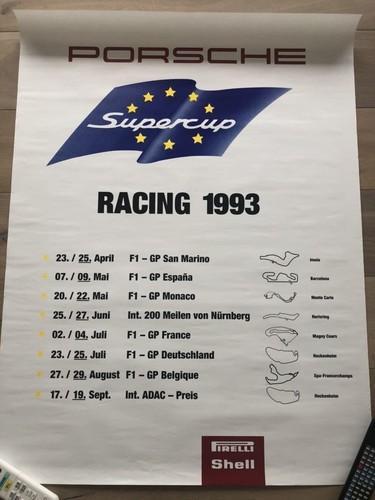 PORSCHE
Supercup
RACING 1993
23. / 25. April F1 – GP San Marino Imola
07. / 09. Mai F1 – GP España Barcelona
20. / 22. Mai F1 – GP Monaco Monte Carlo
25. / 27. Juni Int. 200 Meilen von Nürnberg Norisring
02. / 04. Juli F1 – GP France Magny Cours
23. / 25. Juli F1 – GP Deutschland Hockenheim
27. / 29. August F1 – GP Belgique Spa-Francorchamps
17. / 19. Sept. Int. ADAC – Preis Hockenheim
PIRELLI
Shell